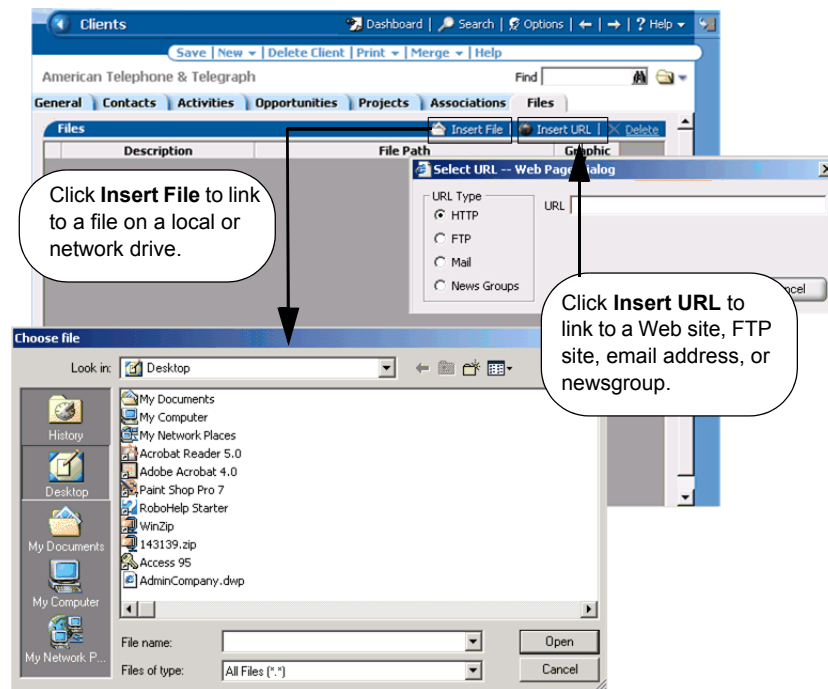 Clients
Dashboard | Search | Options | ← | → | ? Help
Save | New | Delete Client | Print | Merge | Help
American Telephone & Telegraph
Find
General Contacts Activities Opportunities Projects Associations Files
Files
Insert File | Insert URL | Delete
Description File Path Graphic
Click Insert File to link
to a file on a local or
network drive.
Select URL -- Web Page Dialog
URL Type
HTTP
FTP
Mail
News Groups
URL
Click Insert URL to
link to a Web site, FTP
site, email address, or
newsgroup.
Choose file
Look in:
Desktop
History
Desktop
My Documents
My Computer
My Network P...
My Documents
My Computer
My Network Places
Acrobat Reader 5.0
Adobe Acrobat 4.0
Paint Shop Pro 7
RoboHelp Starter
WinZip
143139.zip
Access 95
AdminCompany.dwp
File name:
Open
Files of type:
All Files (*.*)
Cancel